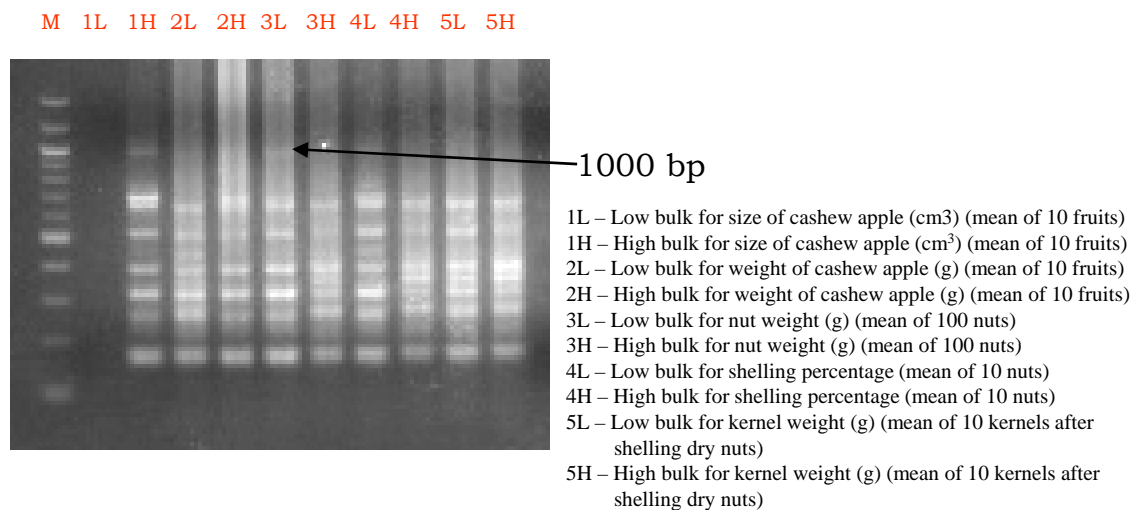 M 1L 1H 2L 2H 3L 3H 4L 4H 5L 5H
1000 bp
1L – Low bulk for size of cashew apple (cm3) (mean of 10 fruits)
1H – High bulk for size of cashew apple (cm³) (mean of 10 fruits)
2L – Low bulk for weight of cashew apple (g) (mean of 10 fruits)
2H – High bulk for weight of cashew apple (g) (mean of 10 fruits)
3L – Low bulk for nut weight (g) (mean of 100 nuts)
3H – High bulk for nut weight (g) (mean of 100 nuts)
4L – Low bulk for shelling percentage (mean of 10 nuts)
4H – High bulk for shelling percentage (mean of 10 nuts)
5L – Low bulk for kernel weight (g) (mean of 10 kernels after
shelling dry nuts)
5H – High bulk for kernel weight (g) (mean of 10 kernels after
shelling dry nuts)